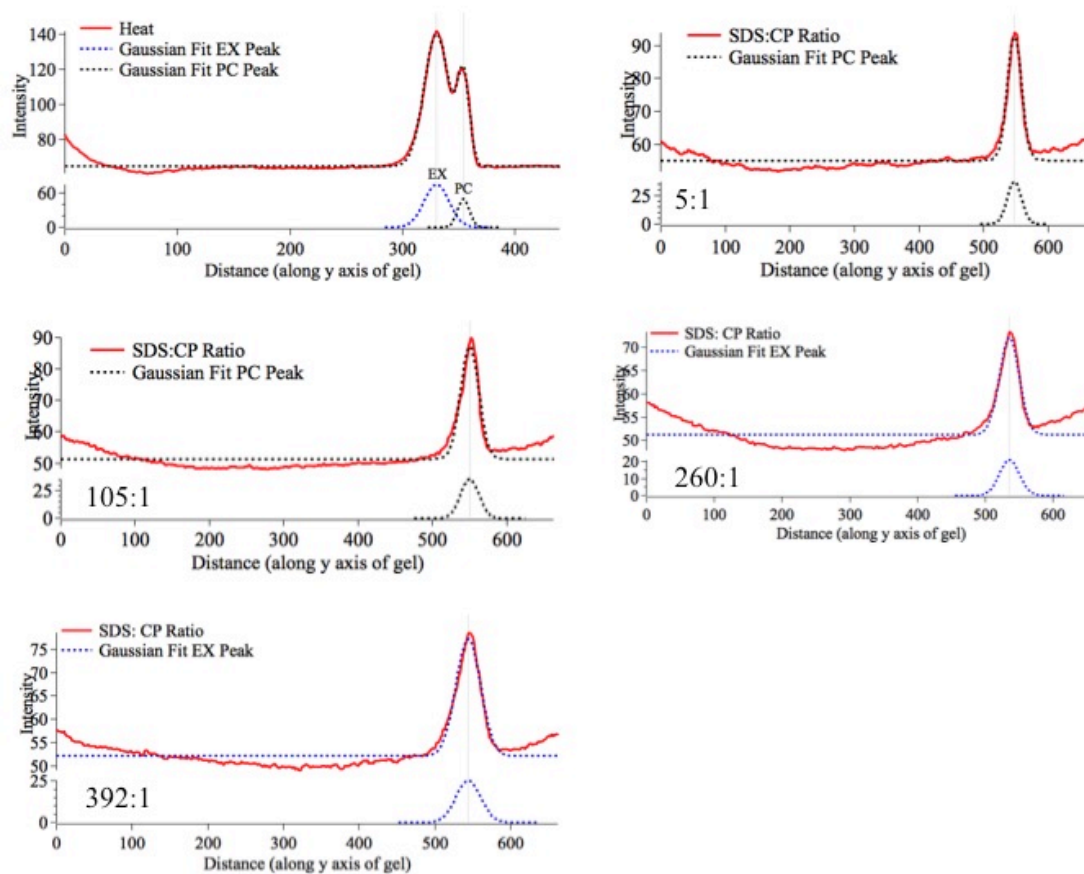 Heat
Gaussian Fit EX Peak
Gaussian Fit PC Peak
Intensity
140
120
100
80
60
0
EX
PC
0 100 200 300 400
Distance (along y axis of gel)
SDS:CP Ratio
Gaussian Fit PC Peak
Intensity
90
80
70
60
25
0
5:1
0 100 200 300 400 500 600
Distance (along y axis of gel)
SDS:CP Ratio
Gaussian Fit PC Peak
Intensity
90
80
70
60
50
25
0
105:1
0 100 200 300 400 500 600
Distance (along y axis of gel)
SDS: CP Ratio
Gaussian Fit EX Peak
Intensity
70
65
60
55
50
20
10
0
260:1
0 100 200 300 400 500 600
Distance (along y axis of gel)
SDS: CP Ratio
Gaussian Fit EX Peak
Intensity
75
70
65
60
55
50
25
0
392:1
0 100 200 300 400 500 600
Distance (along y axis of gel)